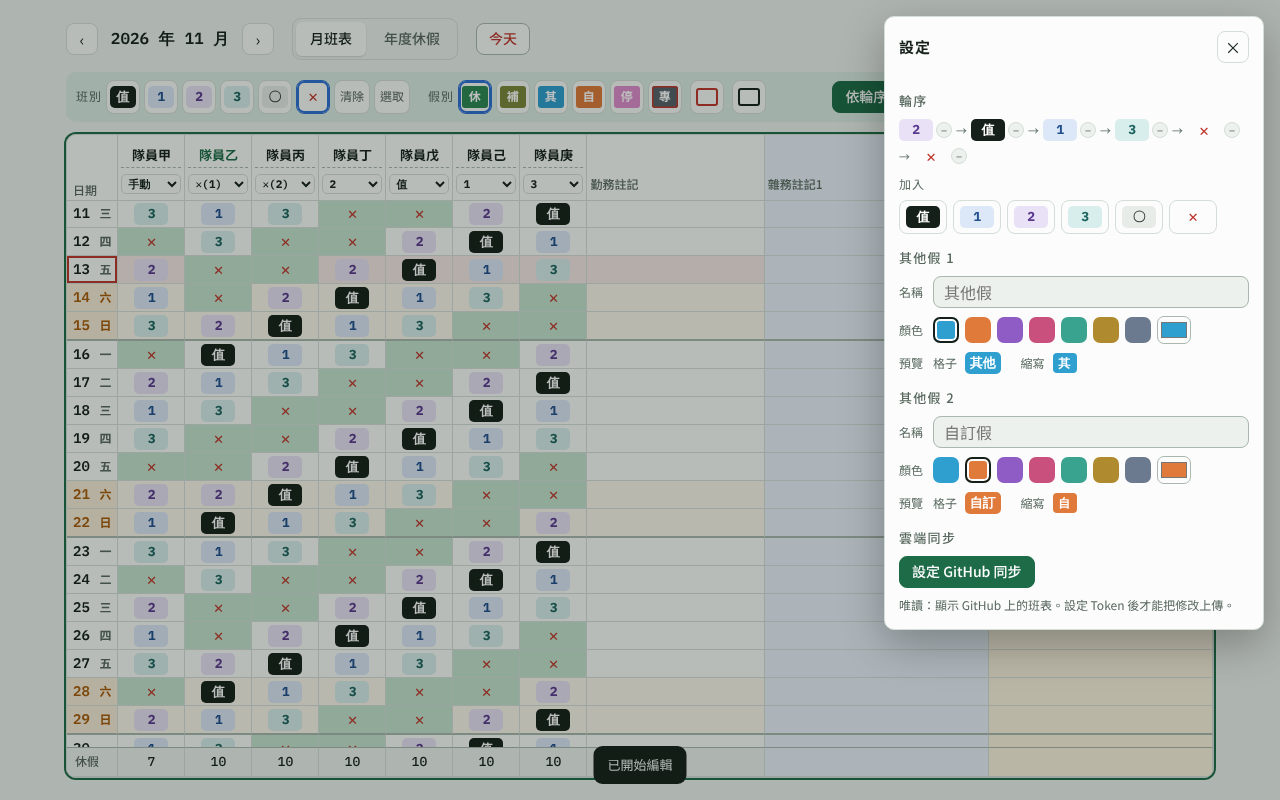 ‹ 2026 年 11 月 › 月班表 年度休假 今天
班別 值 1 2 3 〇 × 清除 選取 假別 休 補 其 自 停 專 依輪序
日期 隊員甲 隊員乙 隊員丙 隊員丁 隊員戊 隊員己 隊員庚
手動 ×(1) ×(2) 2 值 1 3 勤務註記 雜務註記1
11 三 3 1 3 × × 2 值
12 四 × 3 × × 2 值 1
13 五 2 × × 2 值 1 3
14 六 1 × 2 值 1 3 ×
15 日 3 2 值 1 3 × ×
16 一 × 值 1 3 × × 2
17 二 2 1 3 × × 2 值
18 三 1 3 × × 2 值 1
19 四 3 × × 2 值 1 3
20 五 × × 2 值 1 3 ×
21 六 2 2 值 1 3 × ×
22 日 1 值 1 3 × × 2
23 一 3 1 3 × × 2 值
24 二 × 3 × × 2 值 1
25 三 2 × × 2 值 1 3
26 四 1 × 2 值 1 3 ×
27 五 3 2 值 1 3 × ×
28 六 × 值 1 3 × × 2
29 日 2 1 3 × × 2 值
休假 7 10 10 10 10 10 10
已開始編輯
設定 ×
輪序
2 − → 值 − → 1 − → 3 − → × −
→ × −
加入
值 1 2 3 〇 ×
其他假 1
名稱 其他假
顏色
預覽 格子 其他 縮寫 其
其他假 2
名稱 自訂假
顏色
預覽 格子 自訂 縮寫 自
雲端同步
設定 GitHub 同步
唯讀：顯示 GitHub 上的班表。設定 Token 後才能把修改上傳。